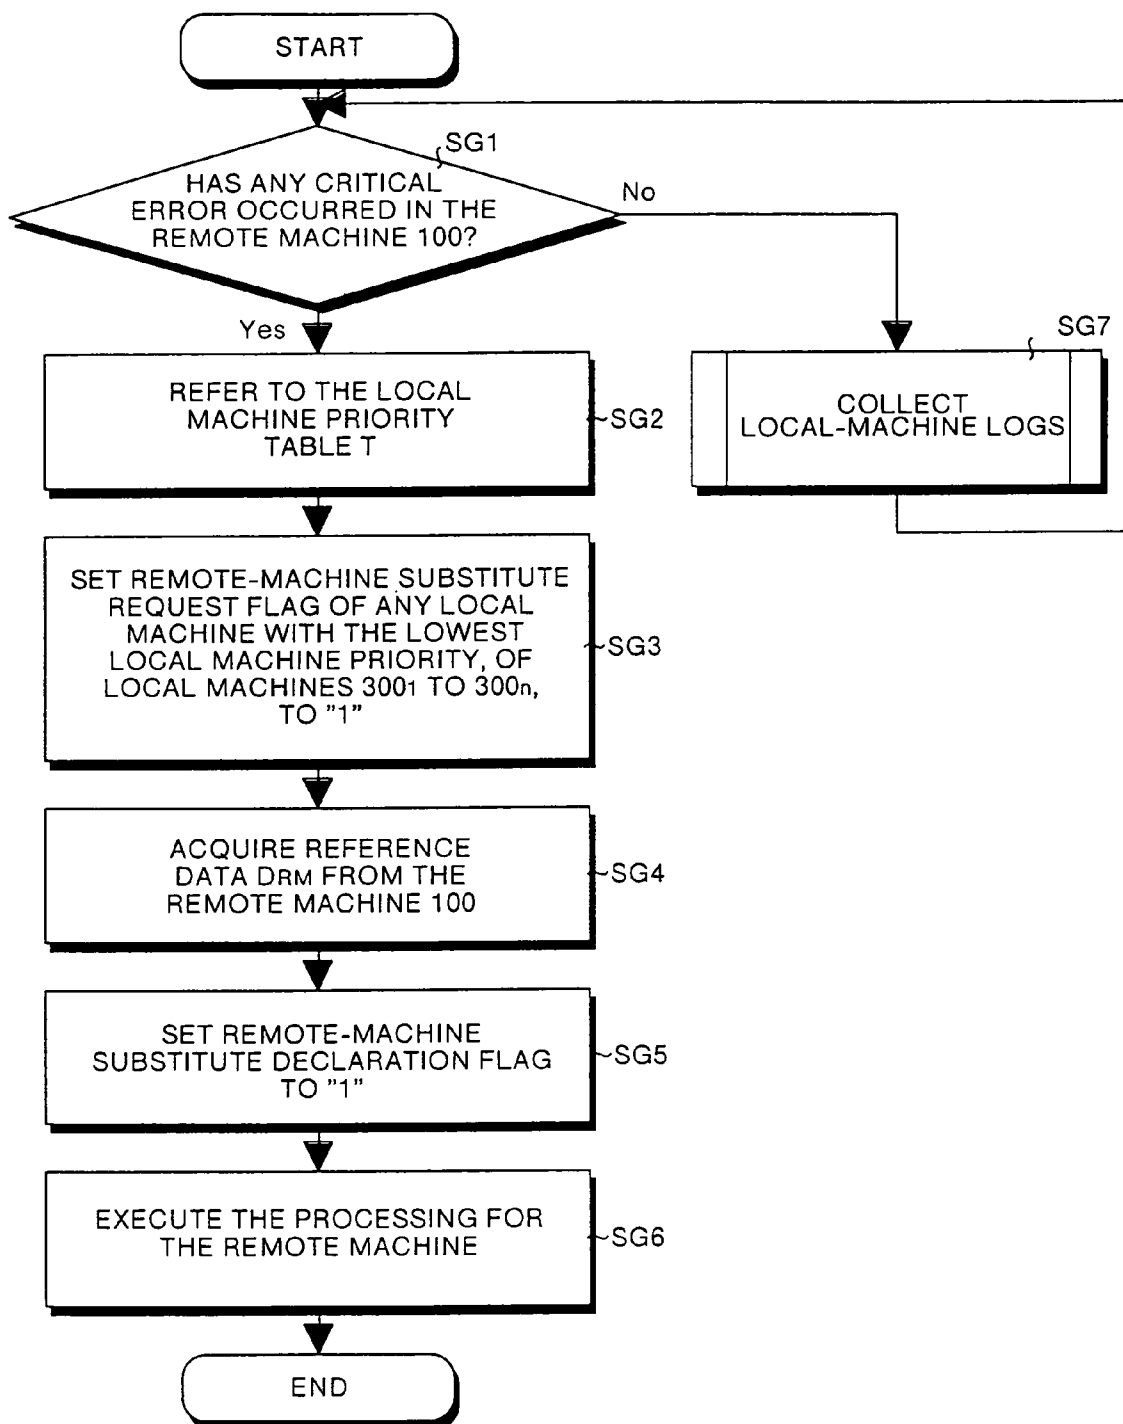 START
SG1
HAS ANY CRITICAL
ERROR OCCURRED IN THE
REMOTE MACHINE 100?
No
Yes
SG7
COLLECT
LOCAL-MACHINE LOGS
REFER TO THE LOCAL
MACHINE PRIORITY
TABLE T
SG2
SET REMOTE-MACHINE SUBSTITUTE
REQUEST FLAG OF ANY LOCAL
MACHINE WITH THE LOWEST
LOCAL MACHINE PRIORITY, OF
LOCAL MACHINES 3001 TO 300n,
TO "1"
SG3
ACQUIRE REFERENCE
DATA DRM FROM THE
REMOTE MACHINE 100
SG4
SET REMOTE-MACHINE
SUBSTITUTE DECLARATION FLAG
TO "1"
SG5
EXECUTE THE PROCESSING FOR
THE REMOTE MACHINE
SG6
END